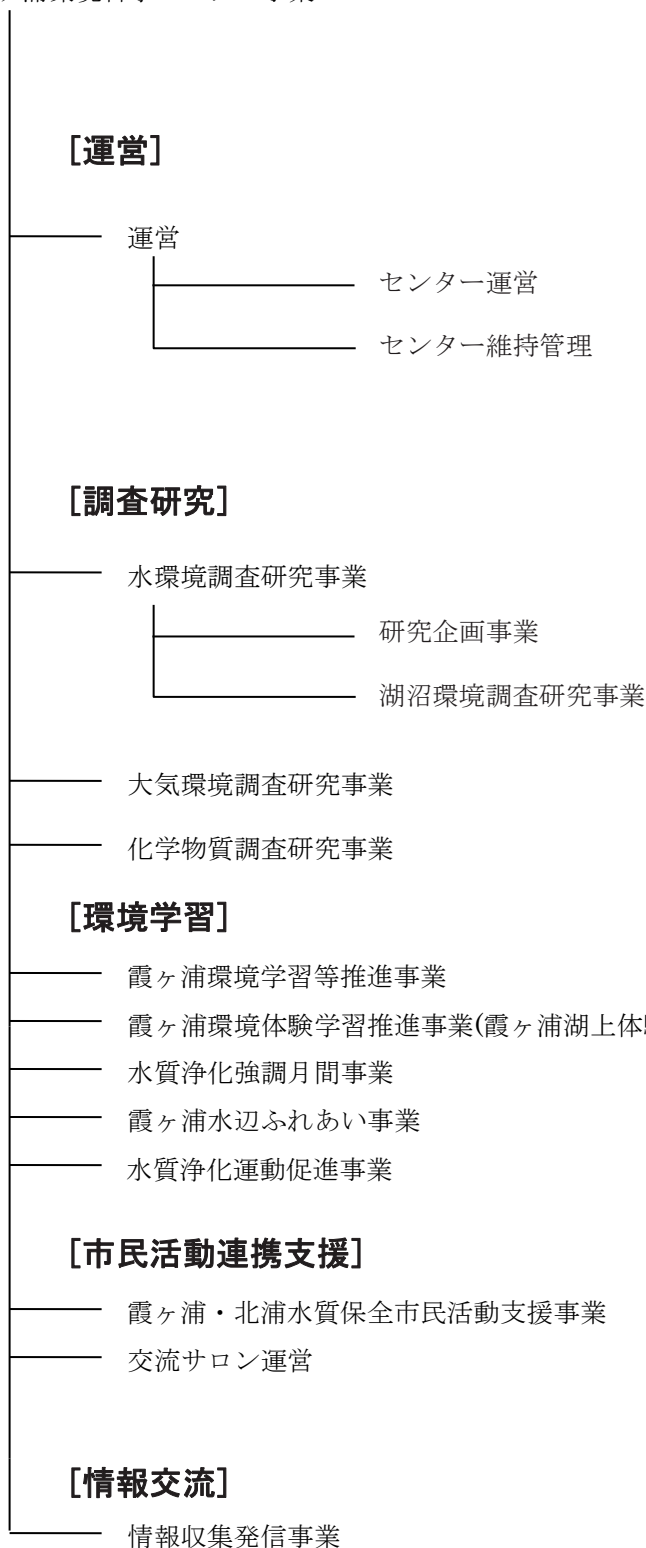 [運営]
運営
センター運営
センター維持管理
[調査研究]
水環境調査研究事業
研究企画事業
湖沼環境調査研究事業
大気環境調査研究事業
化学物質調査研究事業
[環境学習]
霞ヶ浦環境学習等推進事業
霞ヶ浦環境体験学習推進事業(霞ヶ浦湖上体
水質浄化強調月間事業
霞ヶ浦水辺ふれあい事業
水質浄化運動促進事業
[市民活動連携支援]
霞ヶ浦・北浦水質保全市民活動支援事業
交流サロン運営
[情報交流]
情報収集発信事業